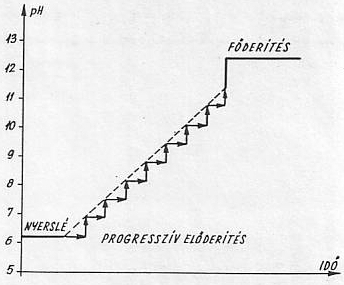 pH
13
FŐDERÍTÉS
12
11
10
9
8
7
NYERSLÉ
PROGRESSZÍV ELŐDERÍTÉS
6
5
IDŐ